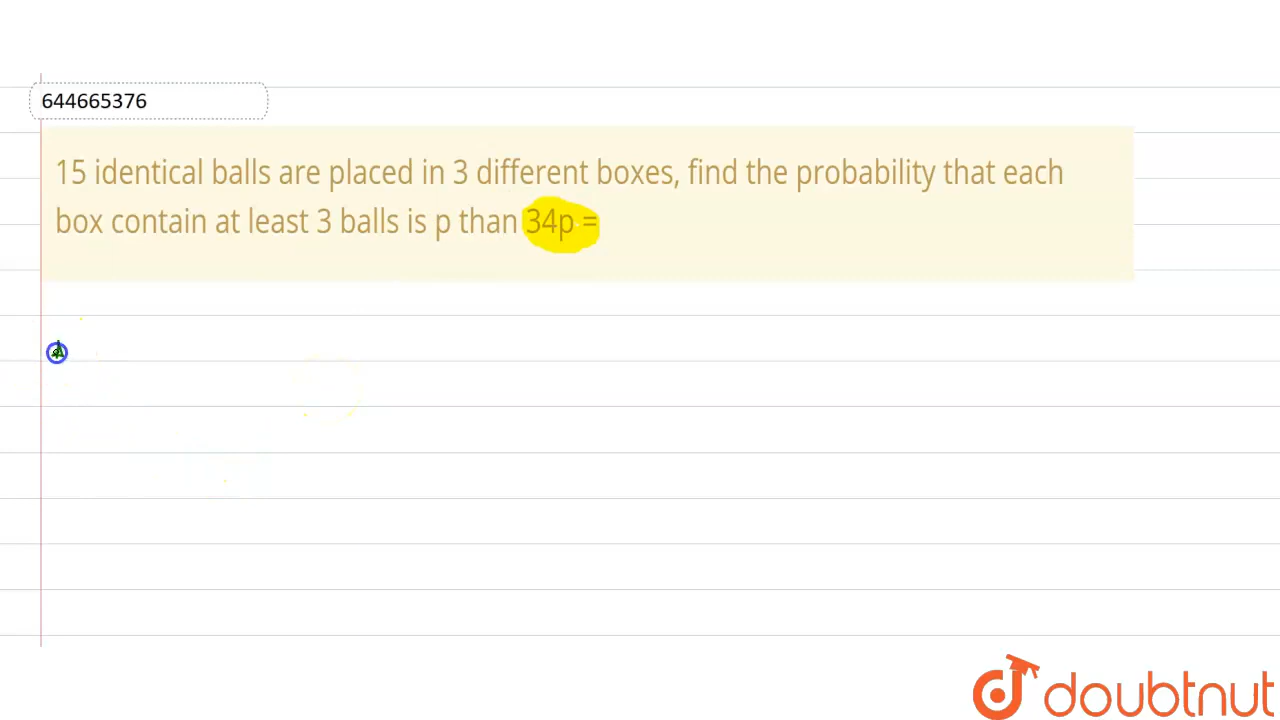 644665376
15 identical balls are placed in 3 different boxes, find the probability that each
box contain at least 3 balls is p than 34p =
doubtnut